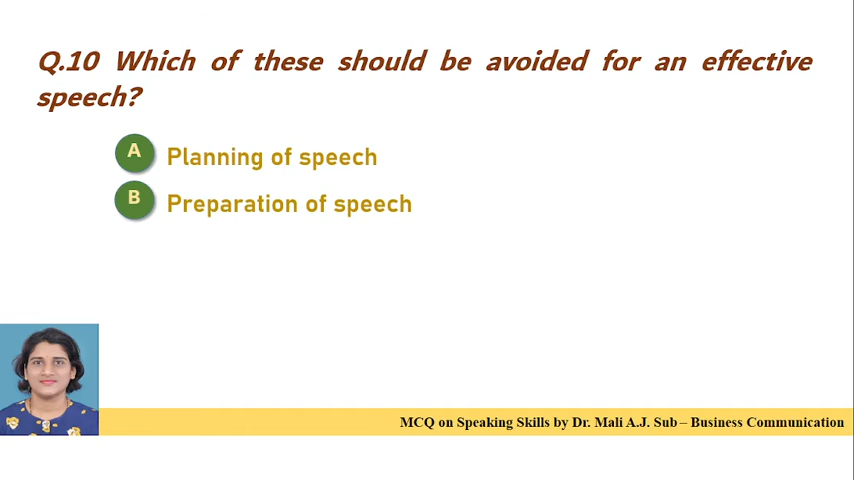 Q.10 Which of these should be avoided for an effective
speech?
A Planning of speech
B Preparation of speech
MCQ on Speaking Skills by Dr. Mali A.J. Sub – Business Communication